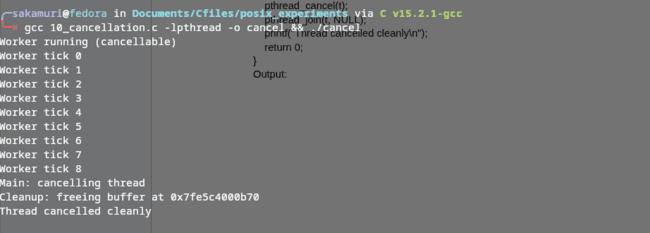 pthread_cancel(t);
sakamuri@fedora in Documents/Cfiles/posix_experiments via C v15.2.1-gcc
pthread_join(t, NULL);
gcc 10_cancellation.c -lpthread -o cancel && ./cancel
printf("Thread cancelled cleanly\n");
Worker running (cancellable)
return 0;
Worker tick 0
}
Worker tick 1
Output:
Worker tick 2
Worker tick 3
Worker tick 4
Worker tick 5
Worker tick 6
Worker tick 7
Worker tick 8
Main: cancelling thread
Cleanup: freeing buffer at 0x7fe5c4000b70
Thread cancelled cleanly